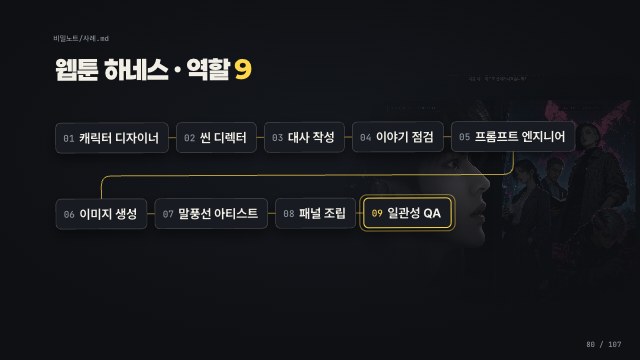 비밀노트/사례.md
웹툰 하네스 · 역할 9
01 캐릭터 디자이너
02 씬 디렉터
03 대사 작성
04 이야기 점검
05 프롬프트 엔지니어
06 이미지 생성
07 말풍선 아티스트
08 패널 조립
09 일관성 QA
80 / 107